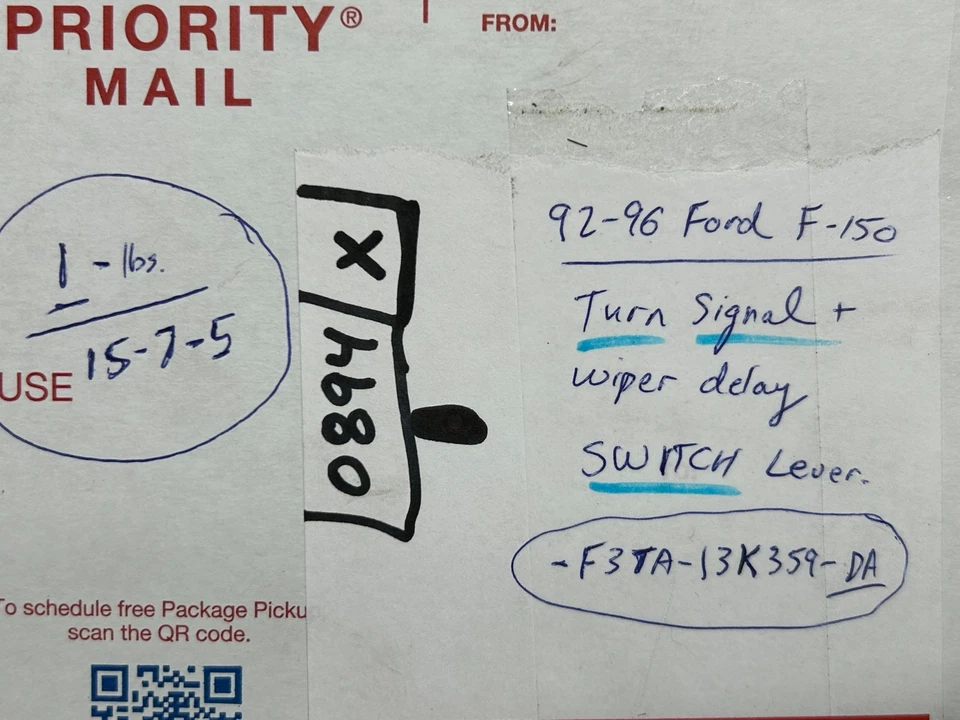 PRIORITY®
MAIL
FROM:
1 - lbs.
15-7-5
USE
0894 X
92-96 Ford F-150
Turn Signal +
wiper delay
SWITCH Lever.
-F3TA-13K359-DA
To schedule free Package Picku
scan the QR code.